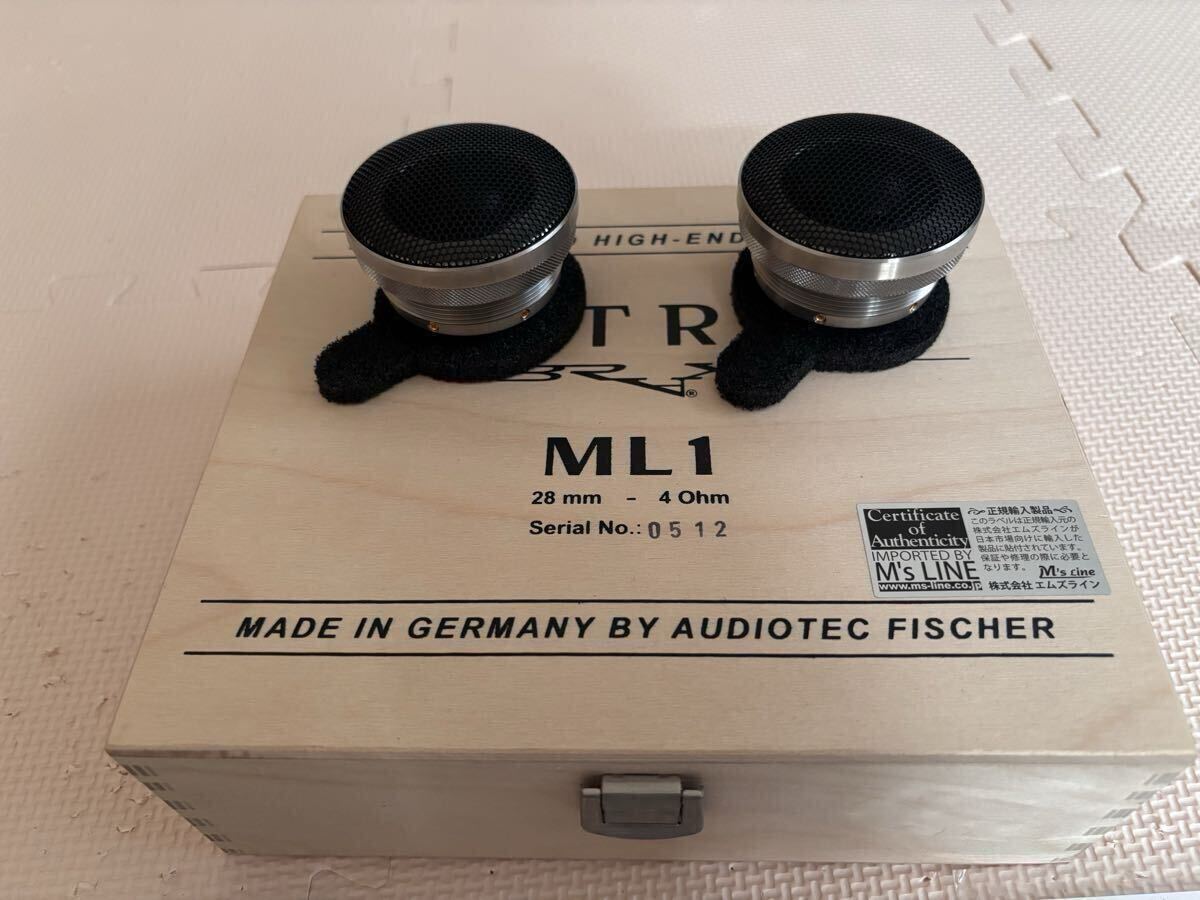 HIGH-END
TR
BRAX®
ML1
28 mm - 4 Ohm
Serial No.: 0512
Certificate
of
Authenticity
IMPORTED BY
M's LINE
www.ms-line.co.jp
正規輸入製品
このラベルは正規輸入元の
株式会社エムズラインが
日本市場向けに輸入した
製品に貼付されています。
保証や修理の際に必要と
なります。
M's Line
株式会社 エムズライン
MADE IN GERMANY BY AUDIOTEC FISCHER